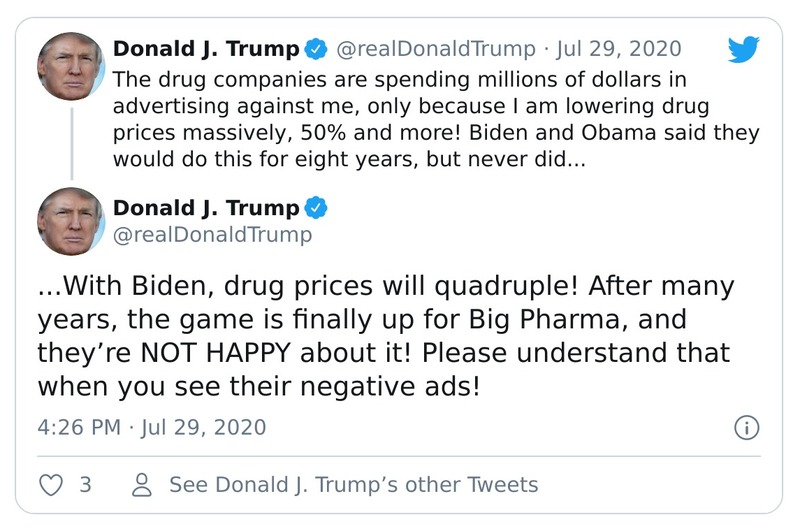 Donald J. Trump @realDonaldTrump · Jul 29, 2020
The drug companies are spending millions of dollars in
advertising against me, only because I am lowering drug
prices massively, 50% and more! Biden and Obama said they
would do this for eight years, but never did...
Donald J. Trump
@realDonaldTrump
...With Biden, drug prices will quadruple! After many
years, the game is finally up for Big Pharma, and
they’re NOT HAPPY about it! Please understand that
when you see their negative ads!
4:26 PM · Jul 29, 2020
3 See Donald J. Trump’s other Tweets